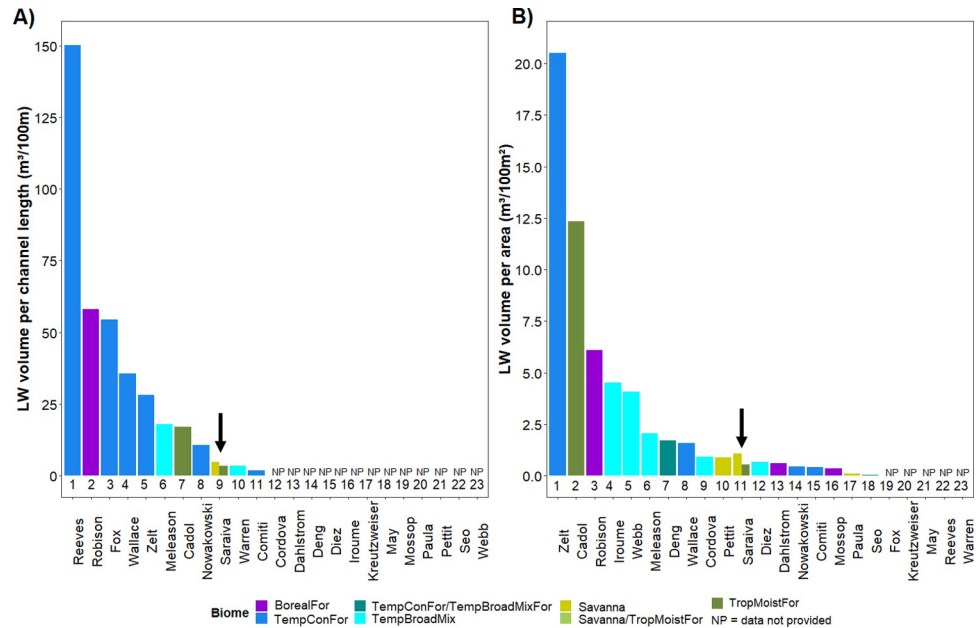 A)
LW volume per channel length (m³/100m)
150
125
100
75
50
25
0
NP NP NP NP NP NP NP NP NP NP NP NP
1 2 3 4 5 6 7 8 9 10 11 12 13 14 15 16 17 18 19 20 21 22 23
Reeves
Robison
Fox
Wallace
Zelt
Meleason
Cadol
Nowakowski
Saraiva
Warren
Comiti
Cordova
Dahlstrom
Deng
Diez
Iroume
Kreutzweiser
May
Mossop
Paula
Pettit
Seo
Webb
B)
LW volume per area (m³/100m²)
20.0
17.5
15.0
12.5
10.0
7.5
5.0
2.5
0.0
NP NP NP NP NP
1 2 3 4 5 6 7 8 9 10 11 12 13 14 15 16 17 18 19 20 21 22 23
Zelt
Cadol
Robison
Iroume
Webb
Meleason
Deng
Wallace
Cordova
Pettit
Saraiva
Diez
Dahlstrom
Nowakowski
Comiti
Mossop
Paula
Seo
Fox
Kreutzweiser
May
Reeves
Warren
Biome
BorealFor
TempConFor
TempConFor/TempBroadMixFor
TempBroadMix
Savanna
Savanna/TropMoistFor
TropMoistFor
NP = data not provided